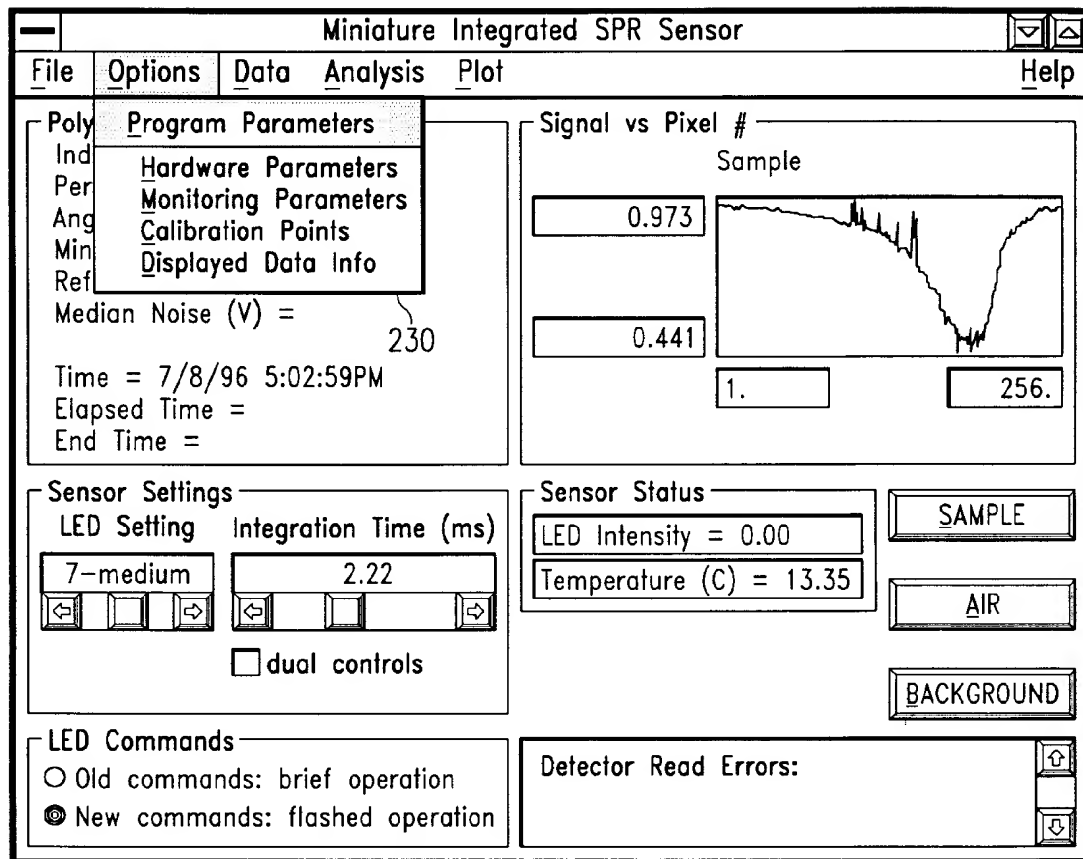 Miniature Integrated SPR Sensor
File Options Data Analysis Plot Help
Program Parameters
Hardware Parameters
Monitoring Parameters
Calibration Points
Displayed Data Info
230
Poly
Ind
Per
Ang
Min
Ref
Median Noise (V) =
Time = 7/8/96 5:02:59PM
Elapsed Time =
End Time =
Signal vs Pixel #
Sample
0.973
0.441
1. 256.
Sensor Settings
LED Setting Integration Time (ms)
7-medium 2.22
dual controls
Sensor Status
LED Intensity = 0.00
Temperature (C) = 13.35
SAMPLE
AIR
BACKGROUND
LED Commands
Old commands: brief operation
New commands: flashed operation
Detector Read Errors: